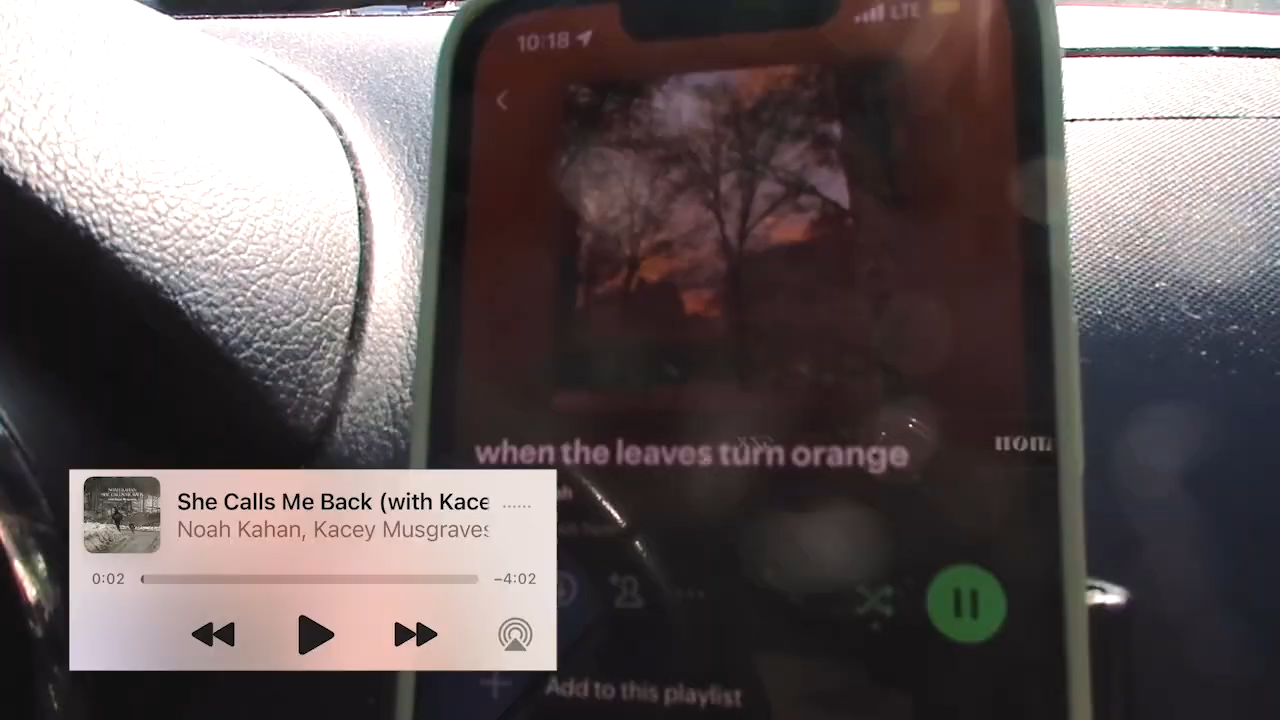 10:18
LTE
when the leaves turn orange
mom
She Calls Me Back (with Kace
Noah Kahan, Kacey Musgraves
0:02
−4:02
Add to this playlist